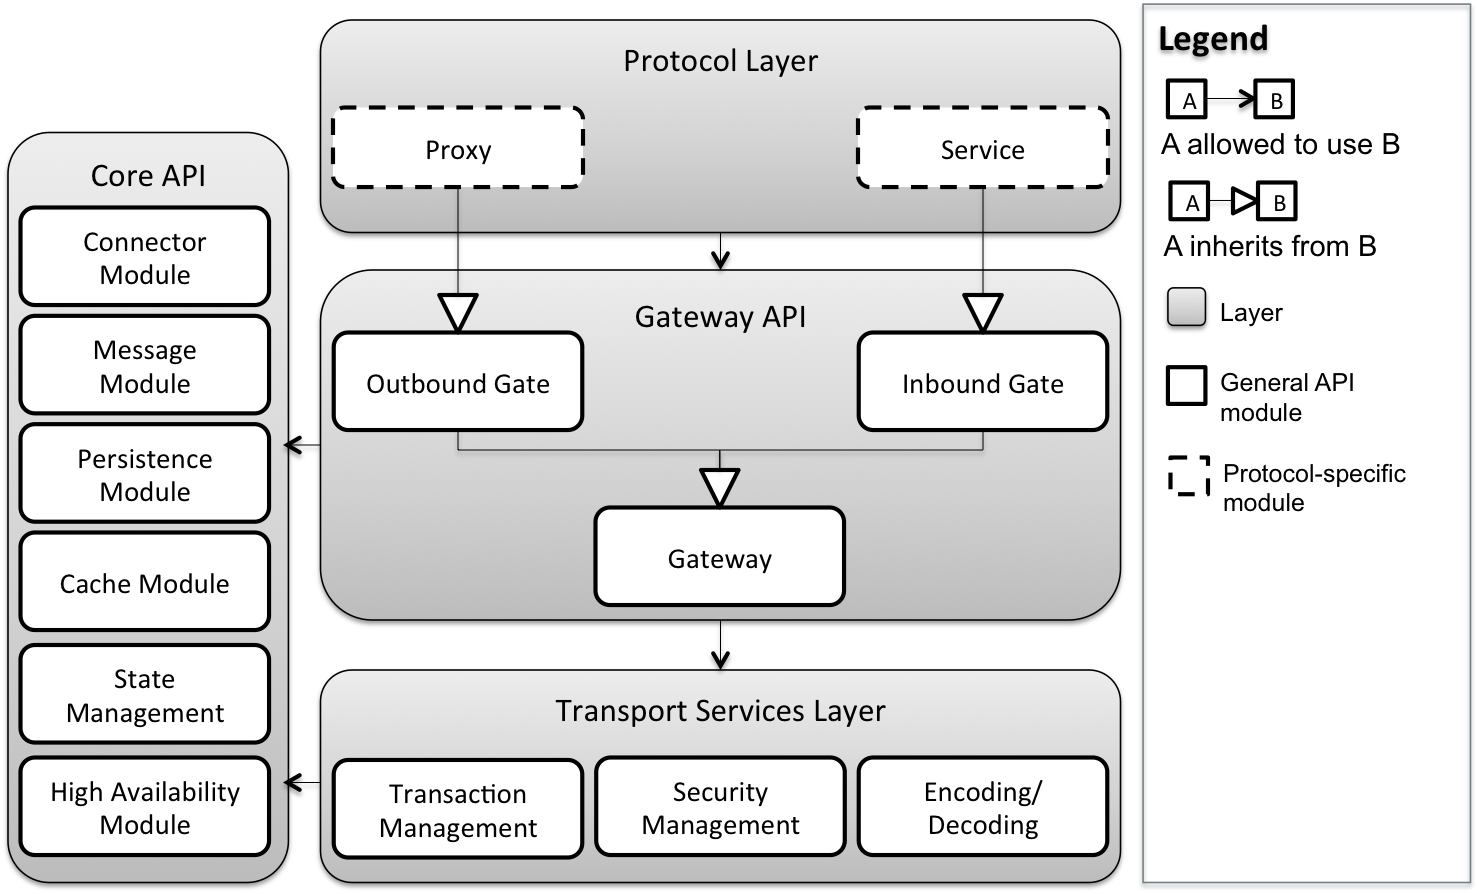 Protocol Layer
Proxy
Service
Core API
Connector
Module
Message
Module
Persistence
Module
Cache Module
State
Management
High Availability
Module
Gateway API
Outbound Gate
Inbound Gate
Gateway
Transport Services Layer
Transaction
Management
Security
Management
Encoding/
Decoding
Legend
A
B
A allowed to use B
A
B
A inherits from B
Layer
General API
module
Protocol-specific
module